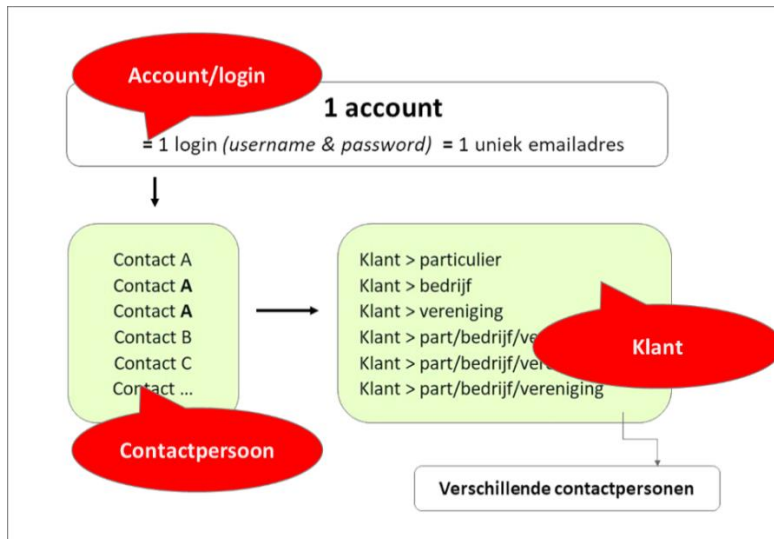 Account/login
1 account
= 1 login (username & password) = 1 uniek emailadres
Contact A
Contact A
Contact A
Contact B
Contact C
Contact ...
Klant > particulier
Klant > bedrijf
Klant > vereniging
Klant > part/bedrijf/ve
Klant > part/bedrijf/ver
Klant > part/bedrijf/vereniging
Klant
Contactpersoon
Verschillende contactpersonen